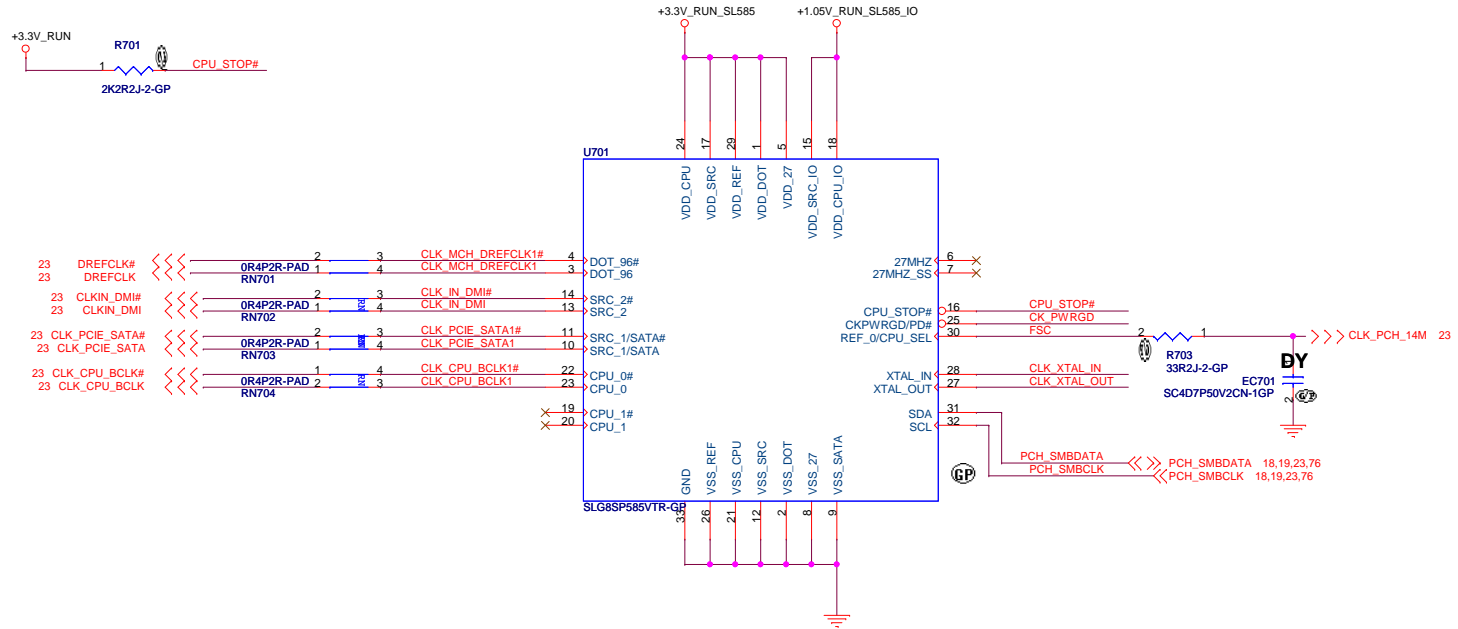 +3.3V_RUN_SL585
+1.05V_RUN_SL585_IO
+3.3V_RUN
R701
1
CPU_STOP#
2K2R2J-2-GP
U701
24
17
29
1
5
15
18
VDD_CPU
VDD_SRC
VDD_REF
VDD_DOT
VDD_27
VDD_SRC_IO
VDD_CPU_IO
23 DREFCLK#
2 3 CLK_MCH_DREFCLK1# 4 DOT_96#
23 DREFCLK
0R4P2R-PAD 1 4 CLK_MCH_DREFCLK1 3 DOT_96
RN701
23 CLKIN_DMI#
2 3 CLK_IN_DMI# 14 SRC_2#
23 CLKIN_DMI
0R4P2R-PAD 1 4 CLK_IN_DMI 13 SRC_2
RN702
23 CLK_PCIE_SATA#
2 3 CLK_PCIE_SATA1# 11 SRC_1/SATA#
23 CLK_PCIE_SATA
0R4P2R-PAD 1 4 CLK_PCIE_SATA1 10 SRC_1/SATA
RN703
23 CLK_CPU_BCLK#
1 4 CLK_CPU_BCLK1# 22 CPU_0#
23 CLK_CPU_BCLK
0R4P2R-PAD 2 3 CLK_CPU_BCLK1 23 CPU_0
RN704
19 CPU_1#
20 CPU_1
27MHZ 6
27MHZ_SS 7
CPU_STOP# 16 CPU_STOP#
CKPWRGD/PD# 25 CK_PWRGD
REF_0/CPU_SEL 30 FSC
2 1
CLK_PCH_14M 23
R703
33R2J-2-GP
DY
EC701
SC4D7P50V2CN-1GP
2
XTAL_IN 28 CLK_XTAL_IN
XTAL_OUT 27 CLK_XTAL_OUT
SDA 31
SCL 32
PCH_SMBDATA
PCH_SMBDATA 18,19,23,76
PCH_SMBCLK
PCH_SMBCLK 18,19,23,76
GP
GND
VSS_REF
VSS_CPU
VSS_SRC
VSS_DOT
VSS_27
VSS_SATA
SLG8SP585VTR-GP
33
26
21
12
2
8
9